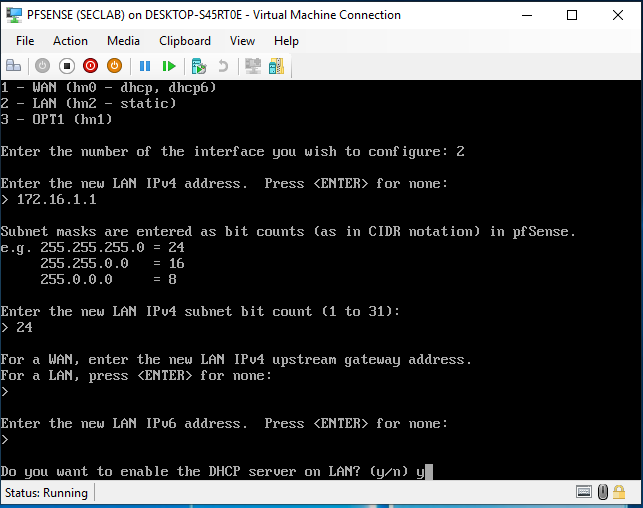 PFSENSE (SECLAB) on DESKTOP-S45RT0E - Virtual Machine Connection
File Action Media Clipboard View Help
1 - WAN (hn0 - dhcp, dhcp6)
2 - LAN (hn2 - static)
3 - OPT1 (hn1)
Enter the number of the interface you wish to configure: 2
Enter the new LAN IPv4 address.  Press <ENTER> for none:
> 172.16.1.1
Subnet masks are entered as bit counts (as in CIDR notation) in pfSense.
e.g. 255.255.255.0 = 24
     255.255.0.0   = 16
     255.0.0.0     = 8
Enter the new LAN IPv4 subnet bit count (1 to 31):
> 24
For a WAN, enter the new LAN IPv4 upstream gateway address.
For a LAN, press <ENTER> for none:
>
Enter the new LAN IPv6 address.  Press <ENTER> for none:
>
Do you want to enable the DHCP server on LAN? (y/n) y
Status: Running